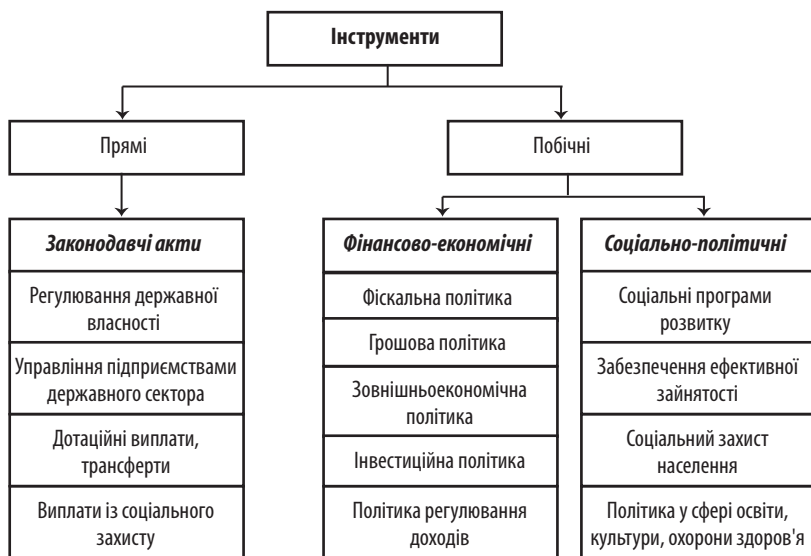 Інструменти
Прямі
Побічні
Законодавчі акти
Регулювання державної
власності
Управління підприємствами
державного сектора
Дотаційні виплати,
трансферти
Виплати із соціального
захисту
Фінансово-економічні
Фіскальна політика
Грошова політика
Зовнішньоекономічна
політика
Інвестиційна політика
Політика регулювання
доходів
Соціально-політичні
Соціальні програми
розвитку
Забезпечення ефективної
зайнятості
Соціальний захист
населення
Політика у сфері освіти,
культури, охорони здоров'я